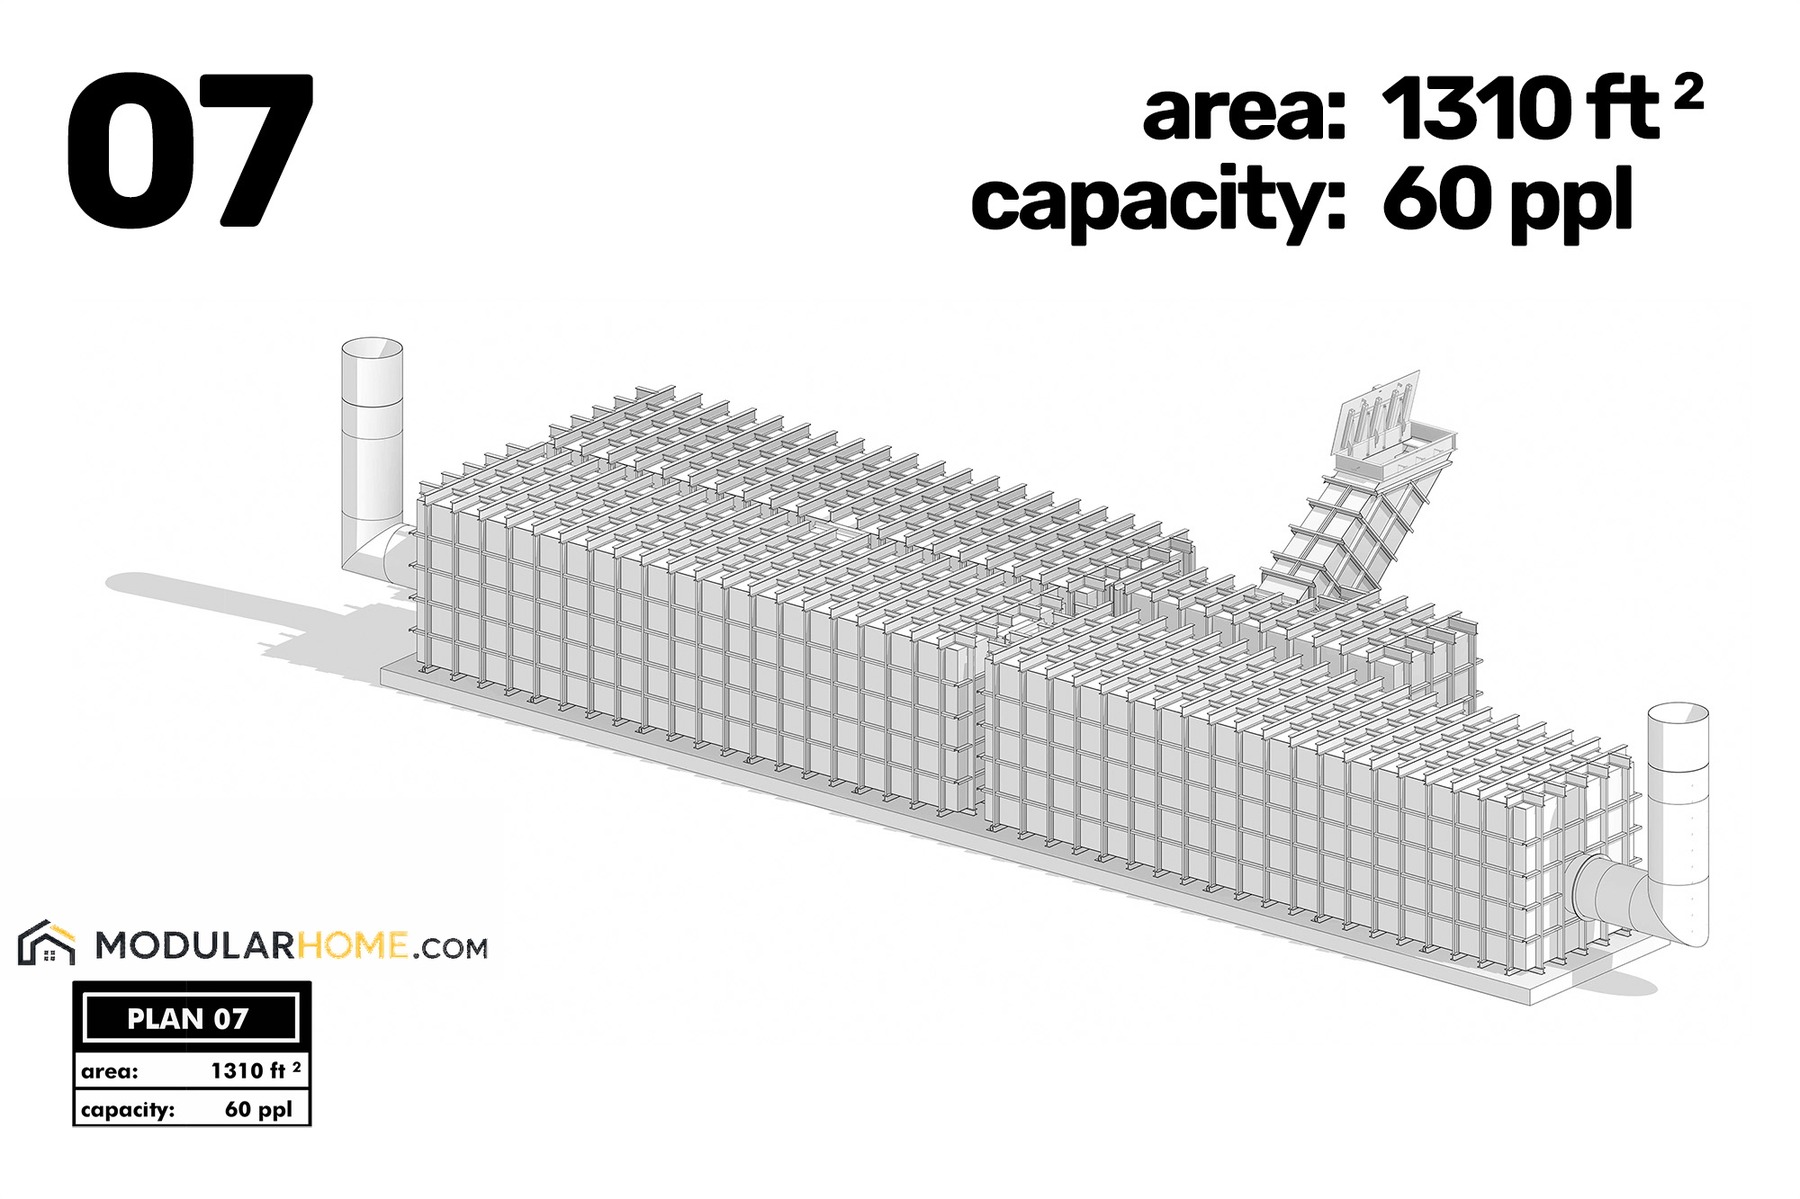 07
area: 1310 ft ²
capacity: 60 ppl
MODULARHOME.COM
PLAN 07
area: 1310 ft ²
capacity: 60 ppl